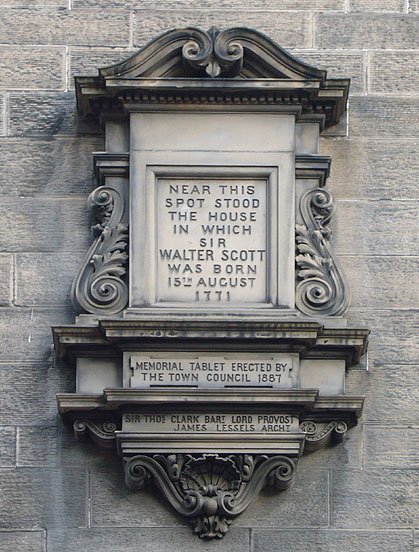 NEAR THIS
SPOT STOOD
THE HOUSE
IN WHICH
SIR
WALTER SCOTT
WAS BORN
15TH AUGUST
1771
MEMORIAL TABLET ERECTED BY
THE TOWN COUNCIL 1887
SIR THOS CLARK BART LORD PROVOST
JAMES LESSELS ARCHT